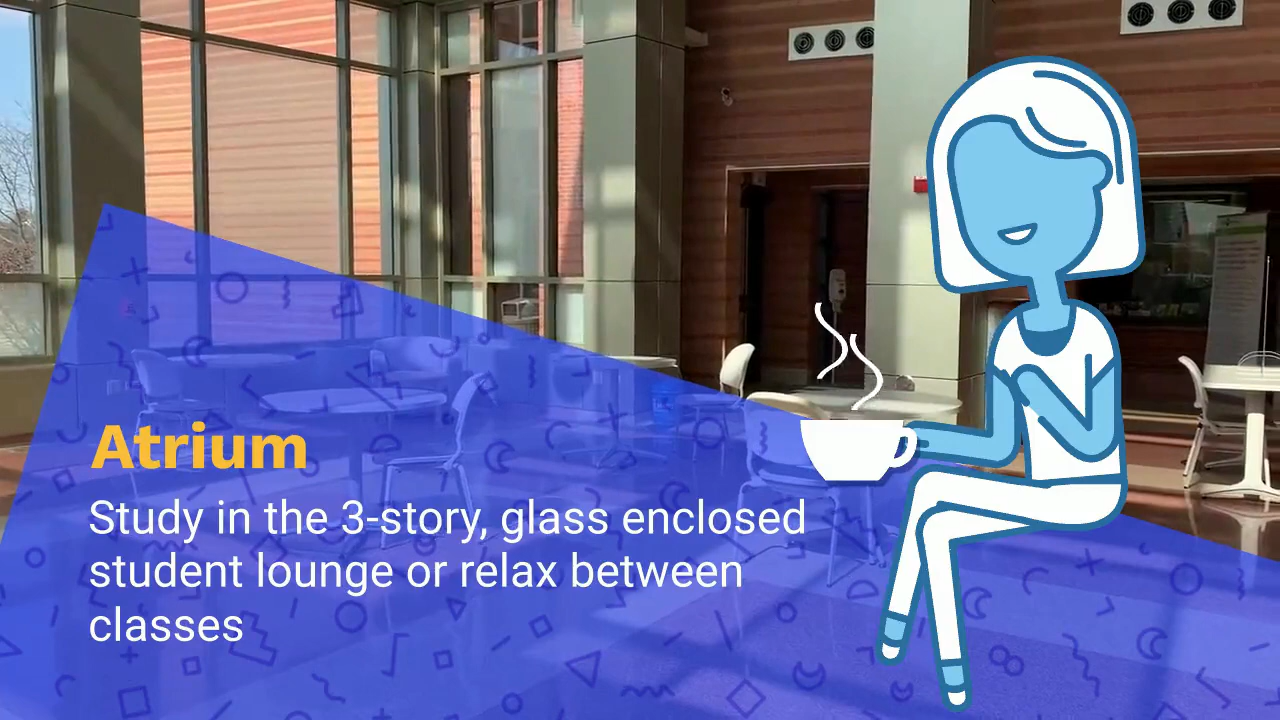 Atrium
Study in the 3-story, glass enclosed
student lounge or relax between
classes